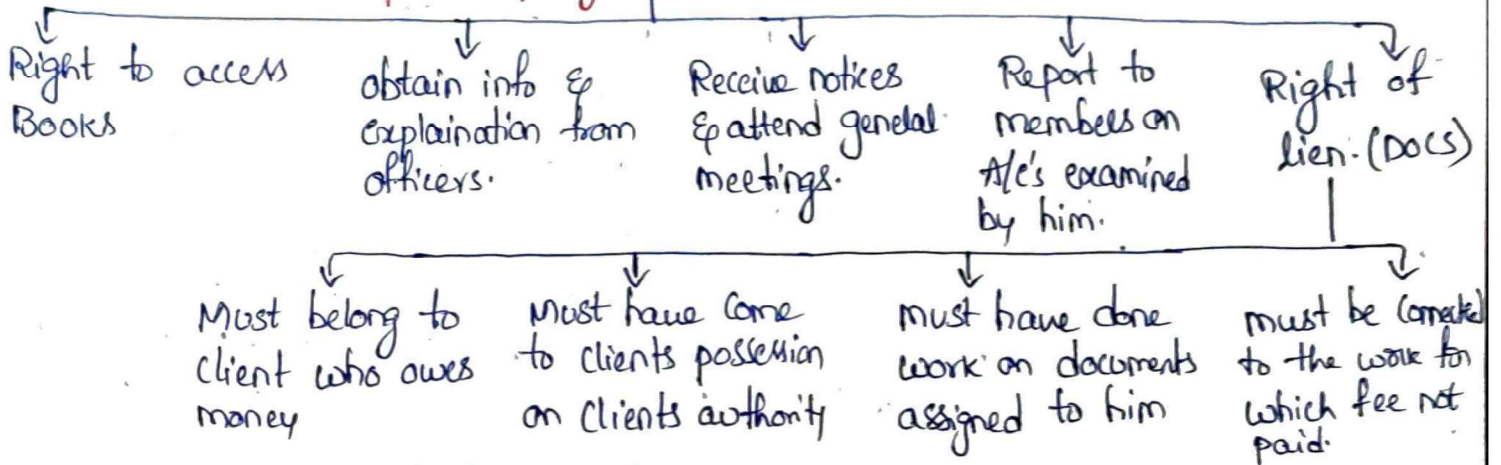 Right to access
Books
obtain info &
explaination from
officers.
Receive notices
& attend general
meetings.
Report to
members on
A/c's examined
by him.
Right of
lien. (DOCS)
Must belong to
client who owes
money
Must have come
to clients possession
on clients authority
must have done
work on documents
assigned to him
must be connected
to the work for
which fee not
paid.